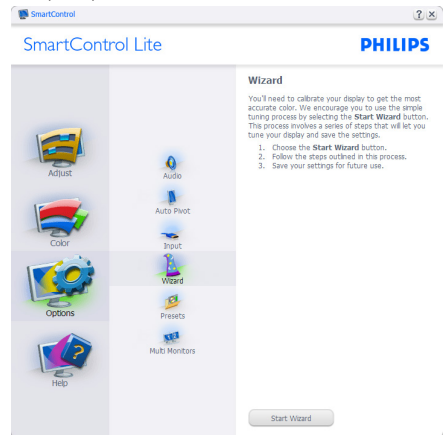 SmartControl
SmartControl Lite
PHILIPS
Adjust
Color
Options
Help
Audio
Auto Pivot
Input
Wizard
Presets
Multi Monitors
Wizard
You'll need to calibrate your display to get the most
accurate color. We encourage you to use the simple
tuning process by selecting the Start Wizard button.
This process involves a series of steps that will let you
tune your display and save the settings.
1. Choose the Start Wizard button.
2. Follow the steps outlined in this process.
3. Save your settings for future use.
Start Wizard